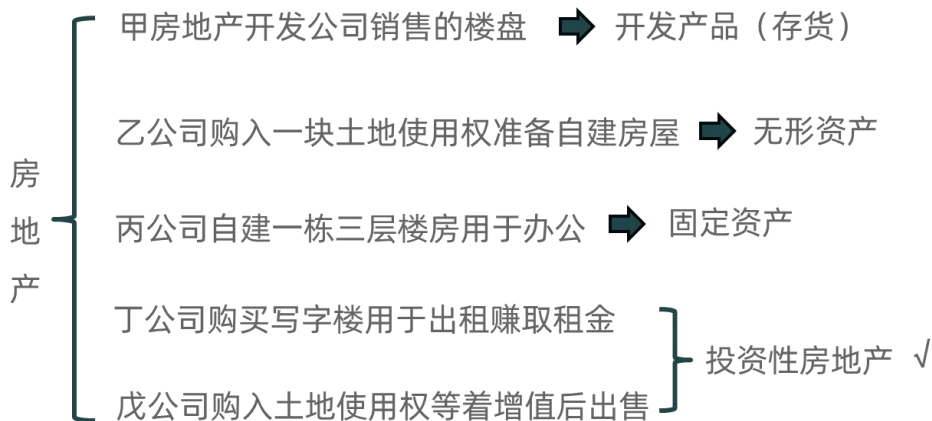 房地产
甲房地产开发公司销售的楼盘 开发产品（存货）
乙公司购入一块土地使用权准备自建房屋 无形资产
丙公司自建一栋三层楼房用于办公 固定资产
丁公司购买写字楼用于出租赚取租金
戊公司购入土地使用权等着增值后出售
投资性房地产 √